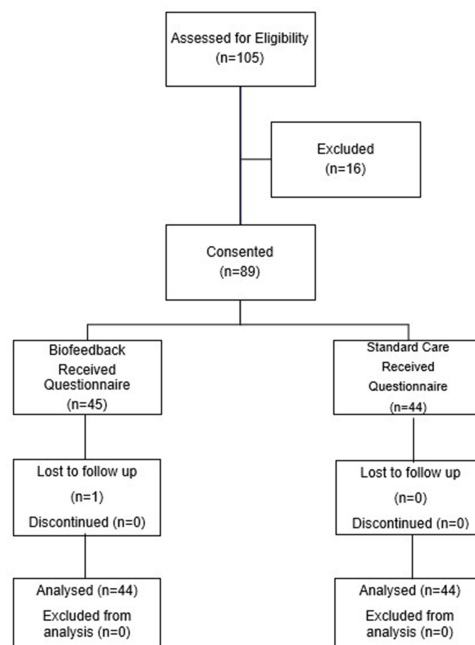 Assessed for Eligibility
(n=105)
Excluded
(n=16)
Consented
(n=89)
Biofeedback
Received
Questionnaire
(n=45)
Standard Care
Received
Questionnaire
(n=44)
Lost to follow up
(n=1)
Discontinued (n=0)
Lost to follow up
(n=0)
Discontinued (n=0)
Analysed (n=44)
Excluded from
analysis (n=0)
Analysed (n=44)
Excluded from
analysis (n=0)